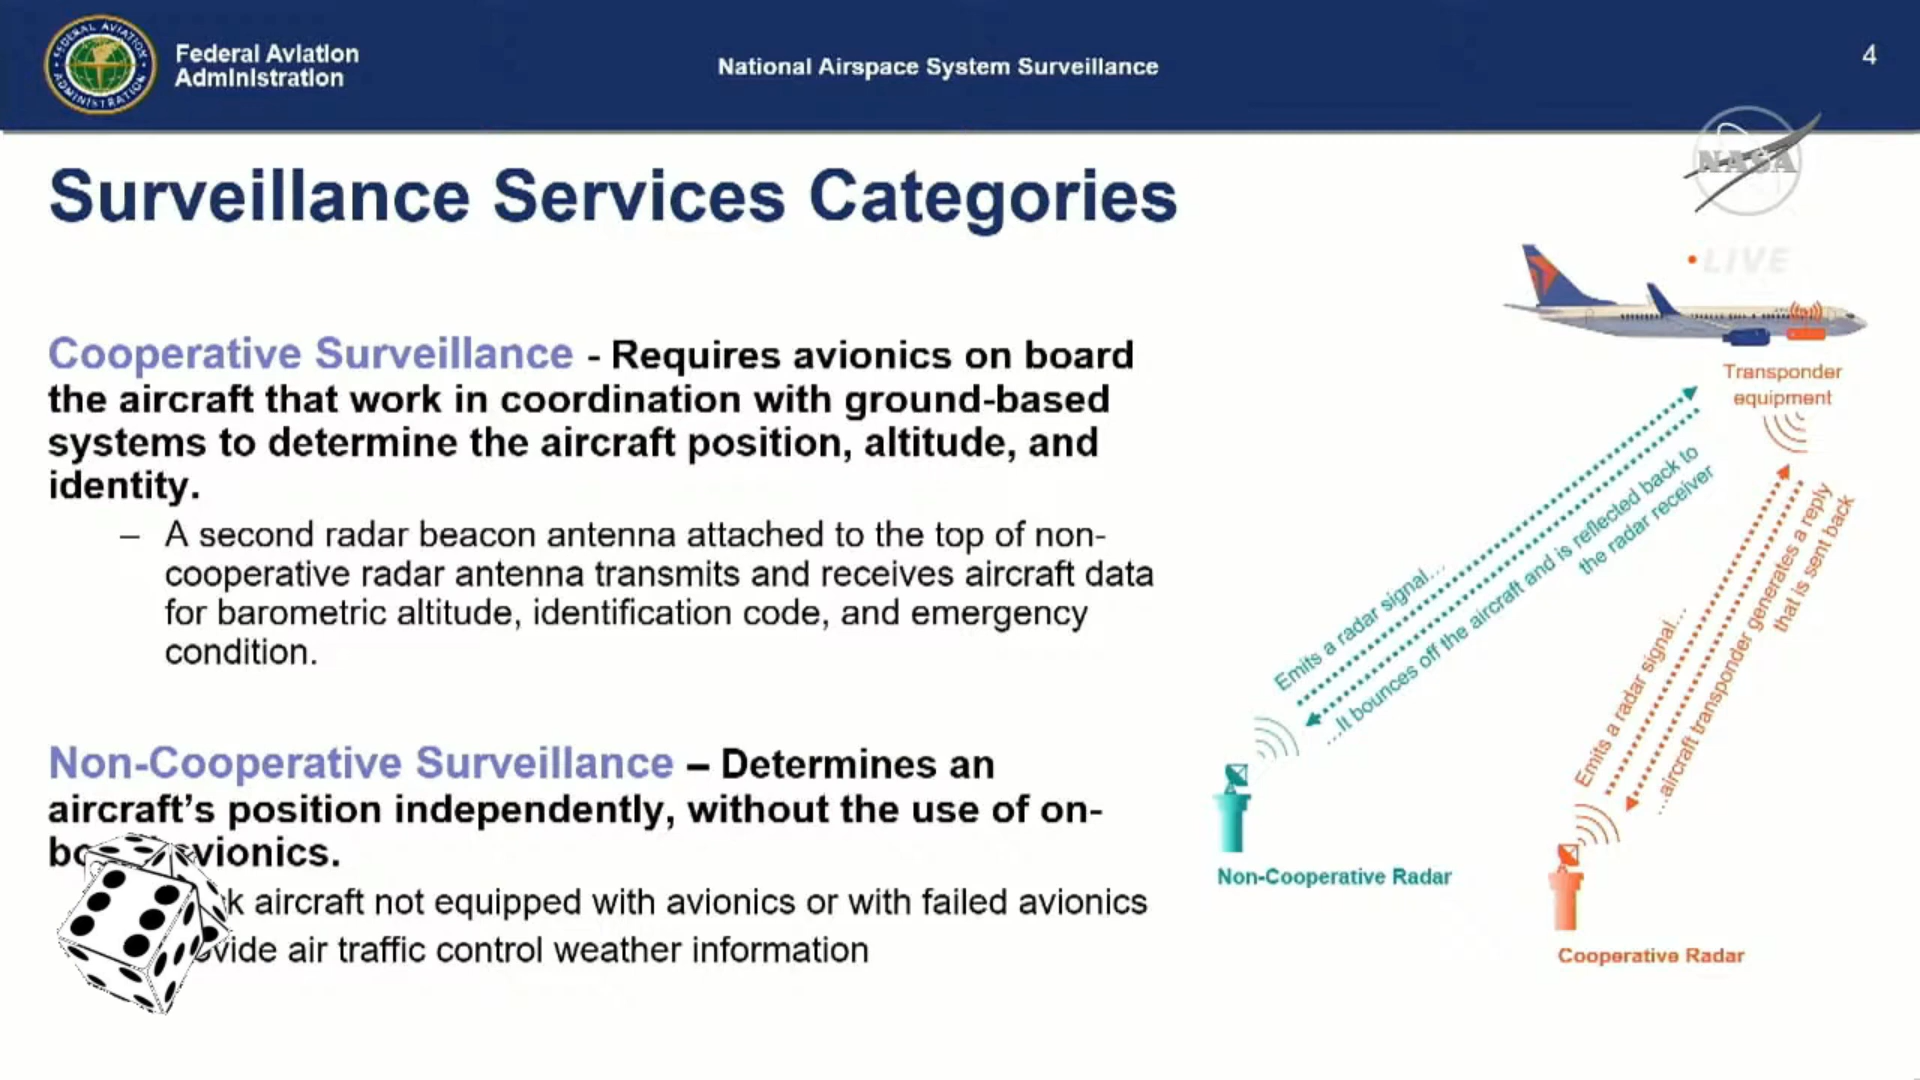 FEDERAL AVIATION
ADMINISTRATION
Federal Aviation
Administration
National Airspace System Surveillance
4
NASA
LIVE
Surveillance Services Categories
Cooperative Surveillance - Requires avionics on board
the aircraft that work in coordination with ground-based
systems to determine the aircraft position, altitude, and
identity.
– A second radar beacon antenna attached to the top of non-
cooperative radar antenna transmits and receives aircraft data
for barometric altitude, identification code, and emergency
condition.
Non-Cooperative Surveillance – Determines an
aircraft's position independently, without the use of on-
vionics.
k aircraft not equipped with avionics or with failed avionics
vide air traffic control weather information
Transponder
equipment
Emits a radar signal...
...It bounces off the aircraft and is reflected back to
the radar receiver
Emits a radar signal...
...aircraft transponder generates a reply
that is sent back
Non-Cooperative Radar
Cooperative Radar